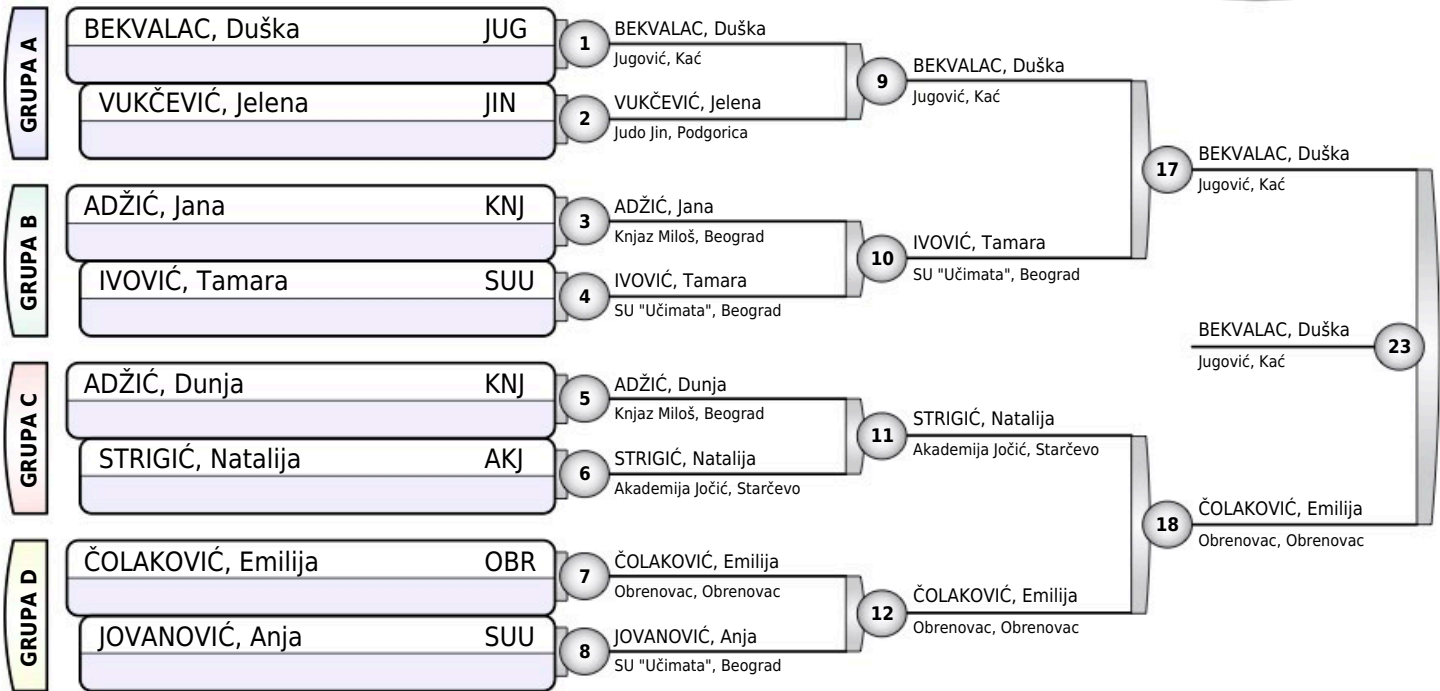 GRUPA A
BEKVALAC, Duška JUG
VUKČEVIĆ, Jelena JIN
1
BEKVALAC, Duška
Jugović, Kać
2
VUKČEVIĆ, Jelena
Judo Jin, Podgorica
9
BEKVALAC, Duška
Jugović, Kać
GRUPA B
ADŽIĆ, Jana KNJ
IVOVIĆ, Tamara SUU
3
ADŽIĆ, Jana
Knjaz Miloš, Beograd
4
IVOVIĆ, Tamara
SU "Učimata", Beograd
10
IVOVIĆ, Tamara
SU "Učimata", Beograd
17
BEKVALAC, Duška
Jugović, Kać
GRUPA C
ADŽIĆ, Dunja KNJ
STRIGIĆ, Natalija AKJ
5
ADŽIĆ, Dunja
Knjaz Miloš, Beograd
6
STRIGIĆ, Natalija
Akademija Jočić, Starčevo
11
STRIGIĆ, Natalija
Akademija Jočić, Starčevo
GRUPA D
ČOLAKOVIĆ, Emilija OBR
JOVANOVIĆ, Anja SUU
7
ČOLAKOVIĆ, Emilija
Obrenovac, Obrenovac
8
JOVANOVIĆ, Anja
SU "Učimata", Beograd
12
ČOLAKOVIĆ, Emilija
Obrenovac, Obrenovac
18
ČOLAKOVIĆ, Emilija
Obrenovac, Obrenovac
BEKVALAC, Duška
Jugović, Kać
23